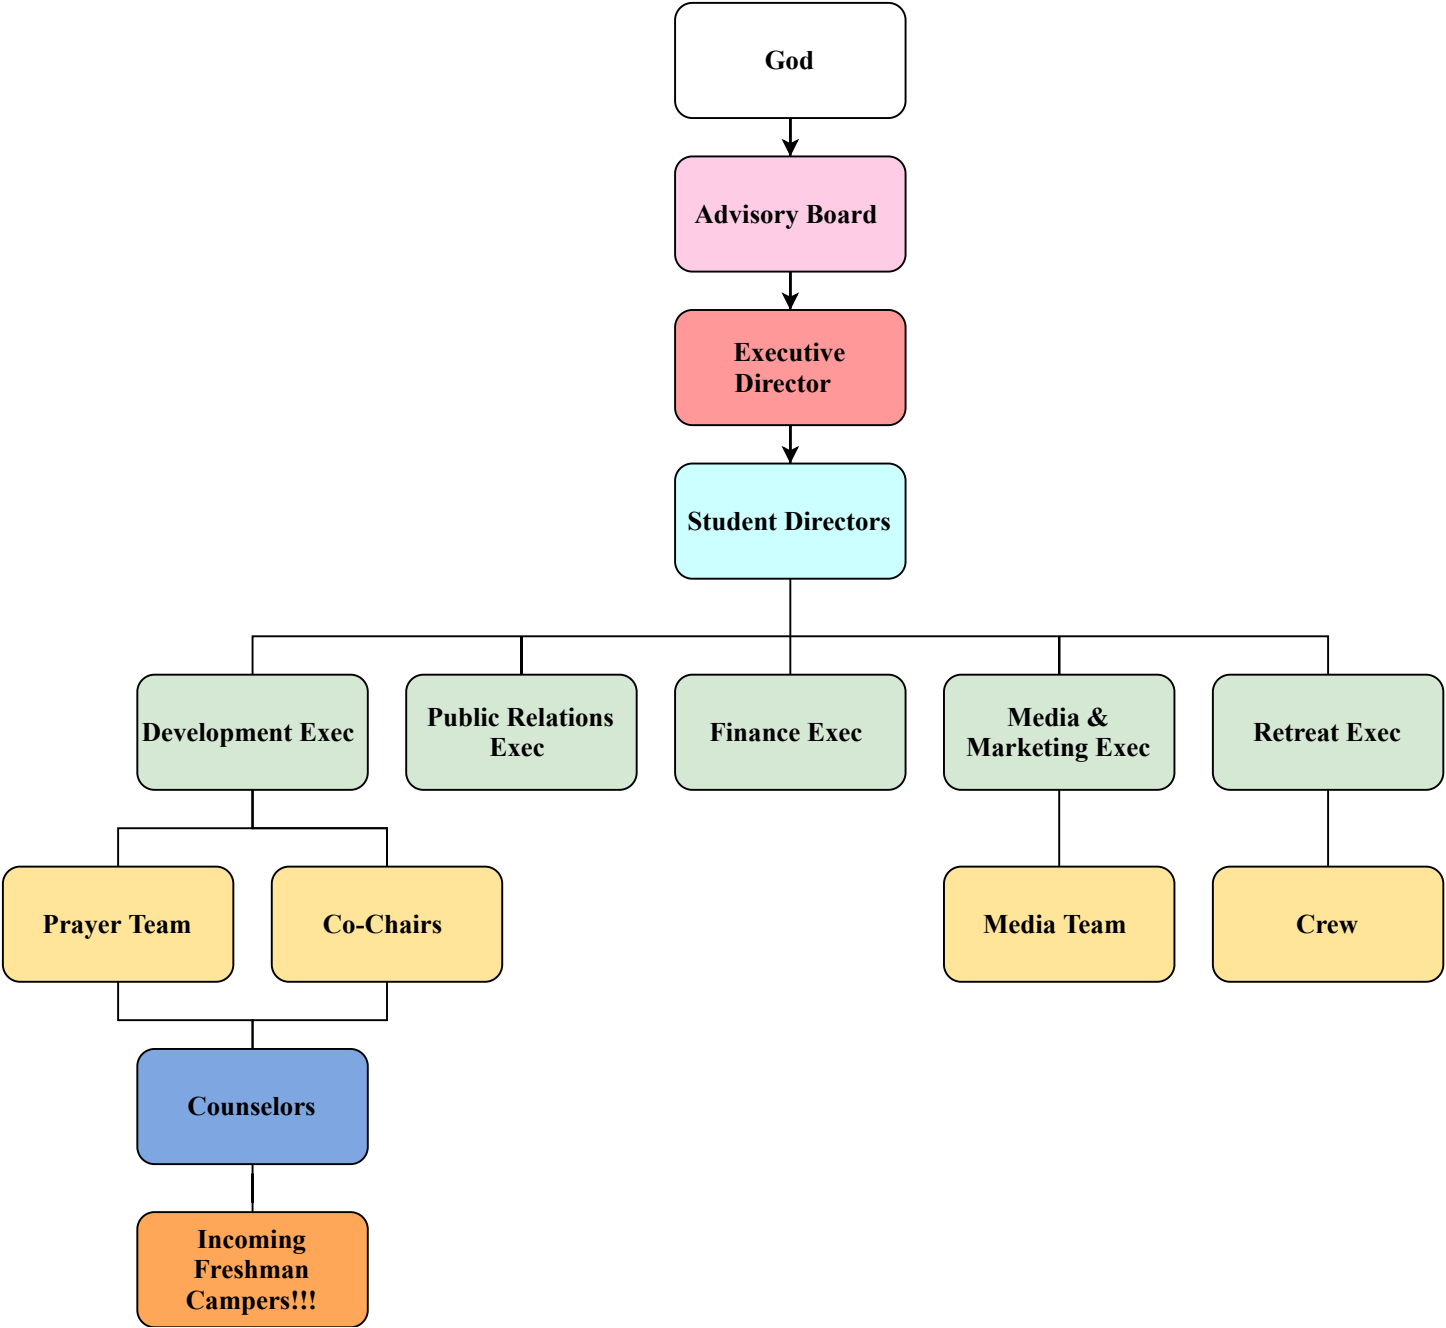 God
Advisory Board
Executive
Director
Student Directors
Development Exec
Public Relations
Exec
Finance Exec
Media &
Marketing Exec
Retreat Exec
Prayer Team
Co-Chairs
Media Team
Crew
Counselors
Incoming
Freshman
Campers!!!